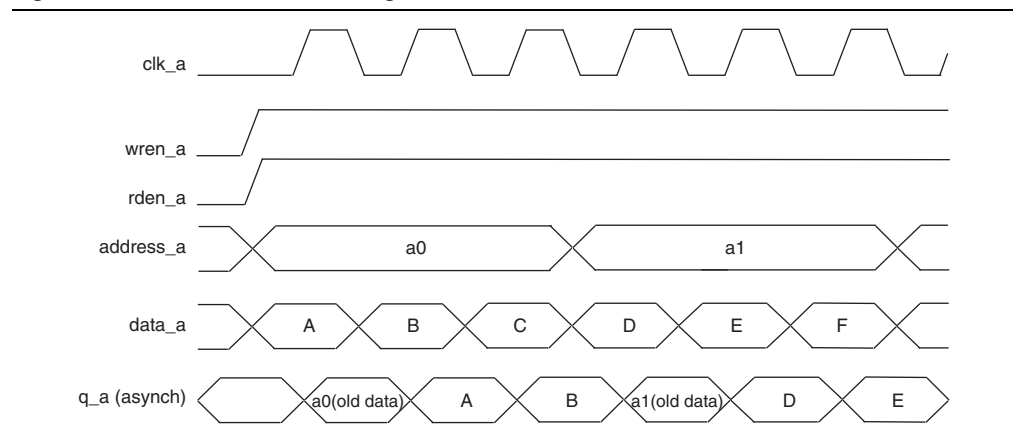 clk_a
wren_a
rden_a
address_a a0 a1
data_a A B C D E F
q_a (asynch) a0(old data) A B a1(old data) D E